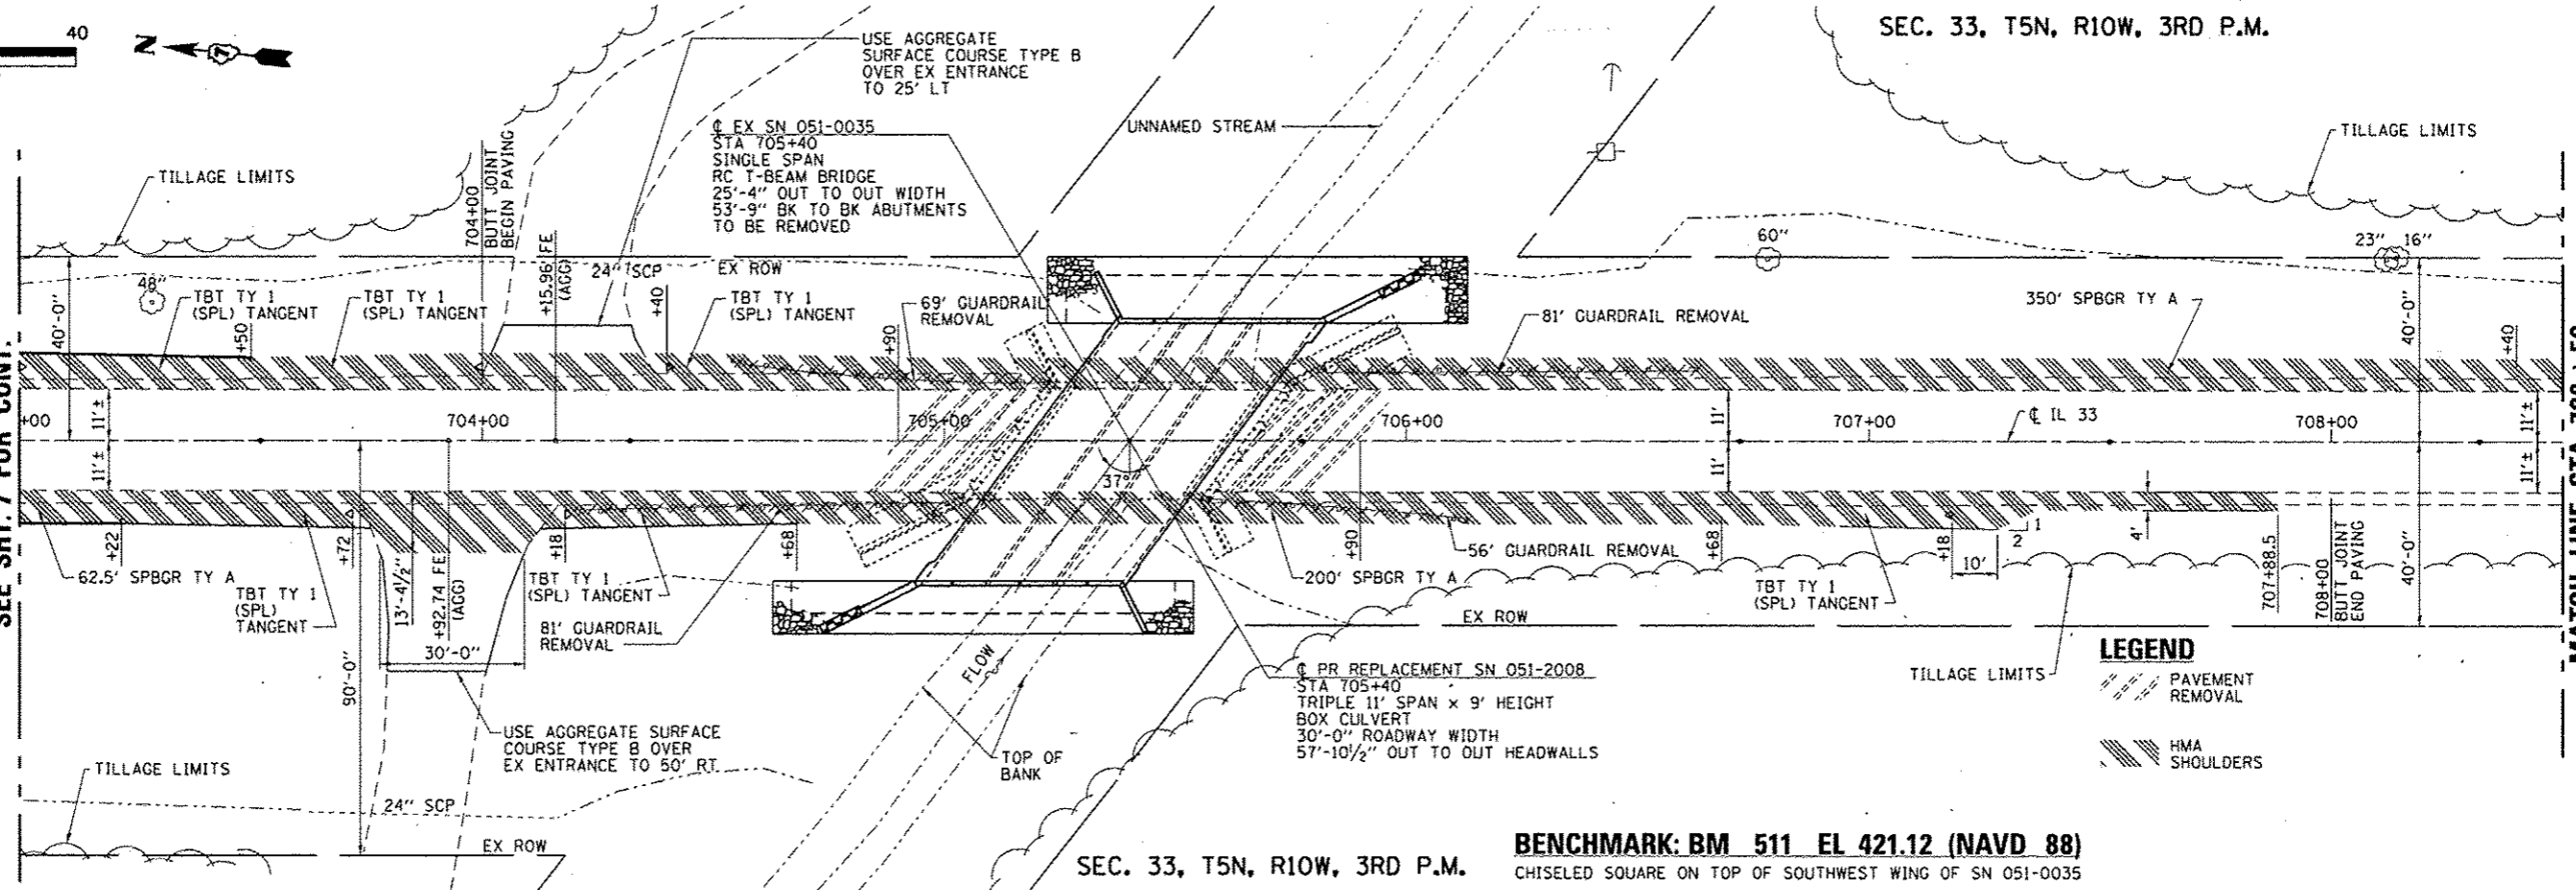 40
N
SEC. 33, T5N, R10W, 3RD P.M.
USE AGGREGATE
SURFACE COURSE TYPE B
OVER EX ENTRANCE
TO 25' LT
℄ EX SN 051-0035
STA 705+40
SINGLE SPAN
RC T-BEAM BRIDGE
25'-4" OUT TO OUT WIDTH
53'-9" BK TO BK ABUTMENTS
TO BE REMOVED
UNNAMED STREAM
TILLAGE LIMITS
TILLAGE LIMITS
704+00
BUTT JOINT
BEGIN PAVING
+15.96 FE
(AGG)
24" SCP
EX ROW
60"
23" 16"
48"
TBT TY 1
(SPL) TANGENT
TBT TY 1
(SPL) TANGENT
+40
TBT TY 1
(SPL) TANGENT
69' GUARDRAIL
REMOVAL
81' GUARDRAIL REMOVAL
350' SPBGR TY A
40'-0"
+50
+90
40'-0"
+40
SEE SHT. 7 FOR CONT.
+00
11'±
11'±
704+00
705+00
706+00
707+00
℄ IL 33
708+00
11'
11'
11'±
11'±
37°
+22
+72
+18
+68
+90
+68
+18
10'
4'
1
2
62.5' SPBGR TY A
TBT TY 1
(SPL)
TANGENT
13'-4½"
+92.74 FE
(AGG)
30'-0"
90'-0"
TBT TY 1
(SPL) TANGENT
81' GUARDRAIL
REMOVAL
56' GUARDRAIL REMOVAL
200' SPBGR TY A
TBT TY 1
(SPL) TANGENT
707+88.5
708+00
BUTT JOINT
END PAVING
40'-0"
EX ROW
FLOW
TOP OF
BANK
℄ PR REPLACEMENT SN 051-2008
STA 705+40
TRIPLE 11' SPAN x 9' HEIGHT
BOX CULVERT
30'-0" ROADWAY WIDTH
57'-10½" OUT TO OUT HEADWALLS
TILLAGE LIMITS
LEGEND
PAVEMENT
REMOVAL
HMA
SHOULDERS
USE AGGREGATE SURFACE
COURSE TYPE B OVER
EX ENTRANCE TO 50' RT
TILLAGE LIMITS
24" SCP
EX ROW
SEC. 33, T5N, R10W, 3RD P.M.
BENCHMARK: BM 511 EL 421.12 (NAVD 88)
CHISELED SQUARE ON TOP OF SOUTHWEST WING OF SN 051-0035